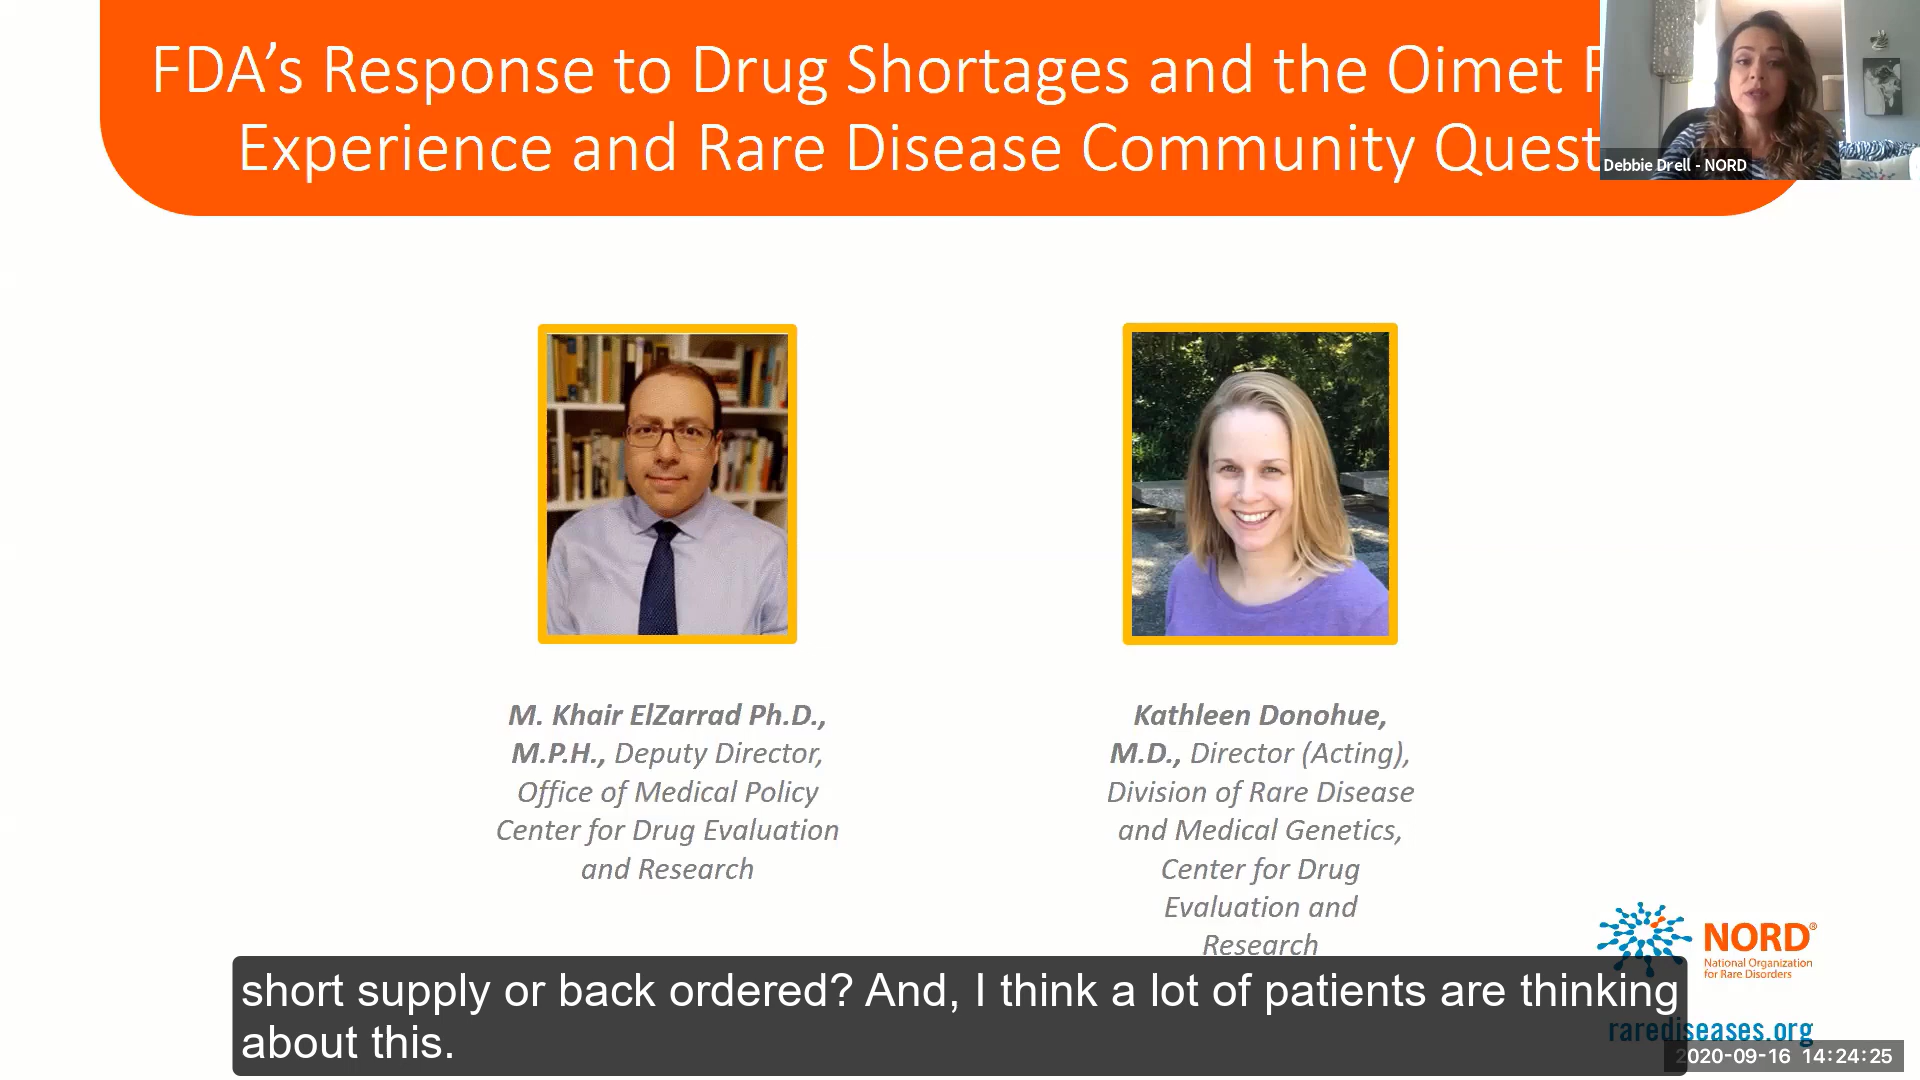 FDA's Response to Drug Shortages and the Oimet
Experience and Rare Disease Community Quest
Debbie Drell - NORD
M. Khair ElZarrad Ph.D.,
M.P.H., Deputy Director,
Office of Medical Policy
Center for Drug Evaluation
and Research
Kathleen Donohue,
M.D., Director (Acting),
Division of Rare Disease
and Medical Genetics,
Center for Drug
Evaluation and
Research
NORD®
National Organization
for Rare Disorders
short supply or back ordered? And, I think a lot of patients are thinking
about this.
rarediseases.org
2020-09-16 14:24:25